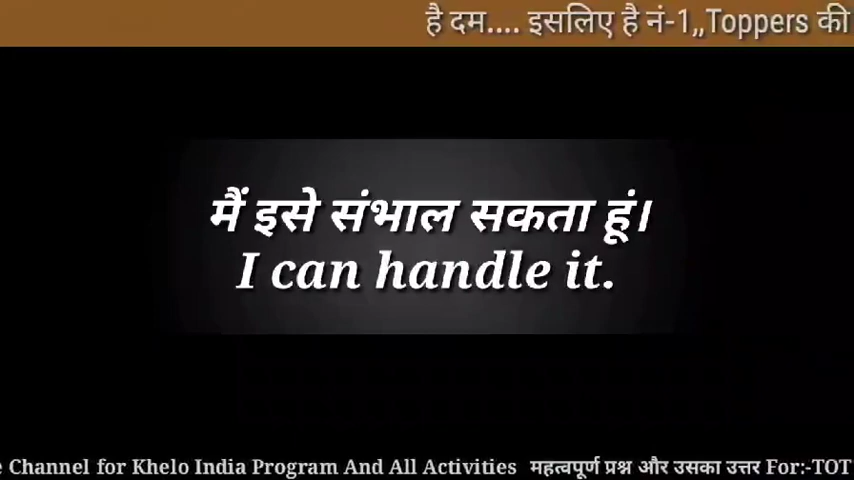 है दम.... इसलिए है नं-1,,Toppers की
मैं इसे संभाल सकता हूं।
I can handle it.
Channel for Khelo India Program And All Activities महत्वपूर्ण प्रश्न और उसका उत्तर For:-TOT